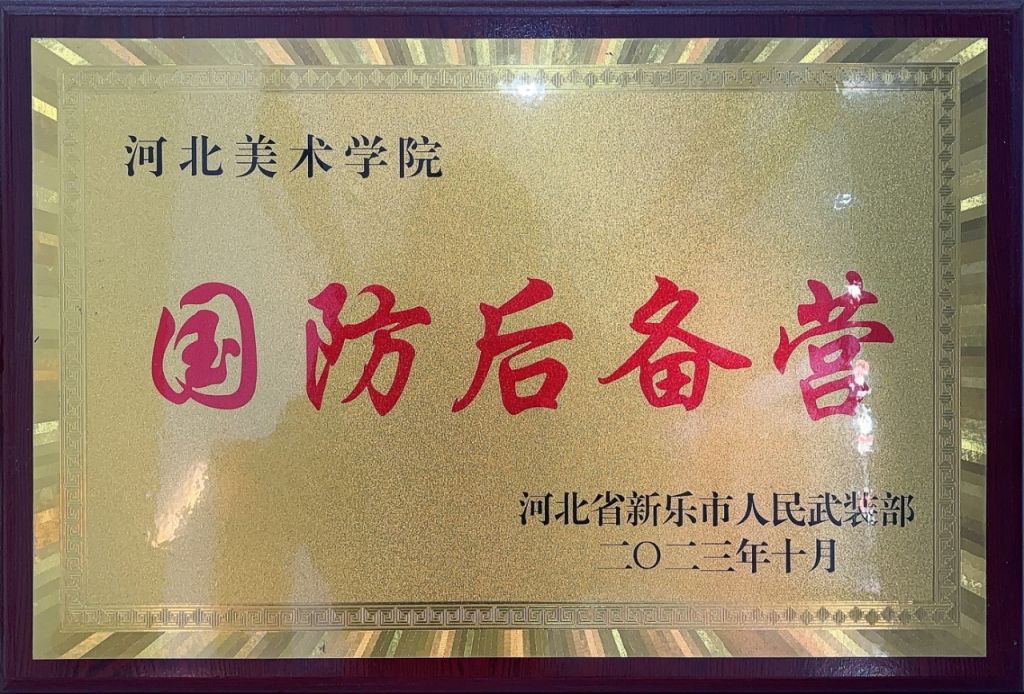 河北美术学院
国防后备营
河北省新乐市人民武装部
二〇二三年十月